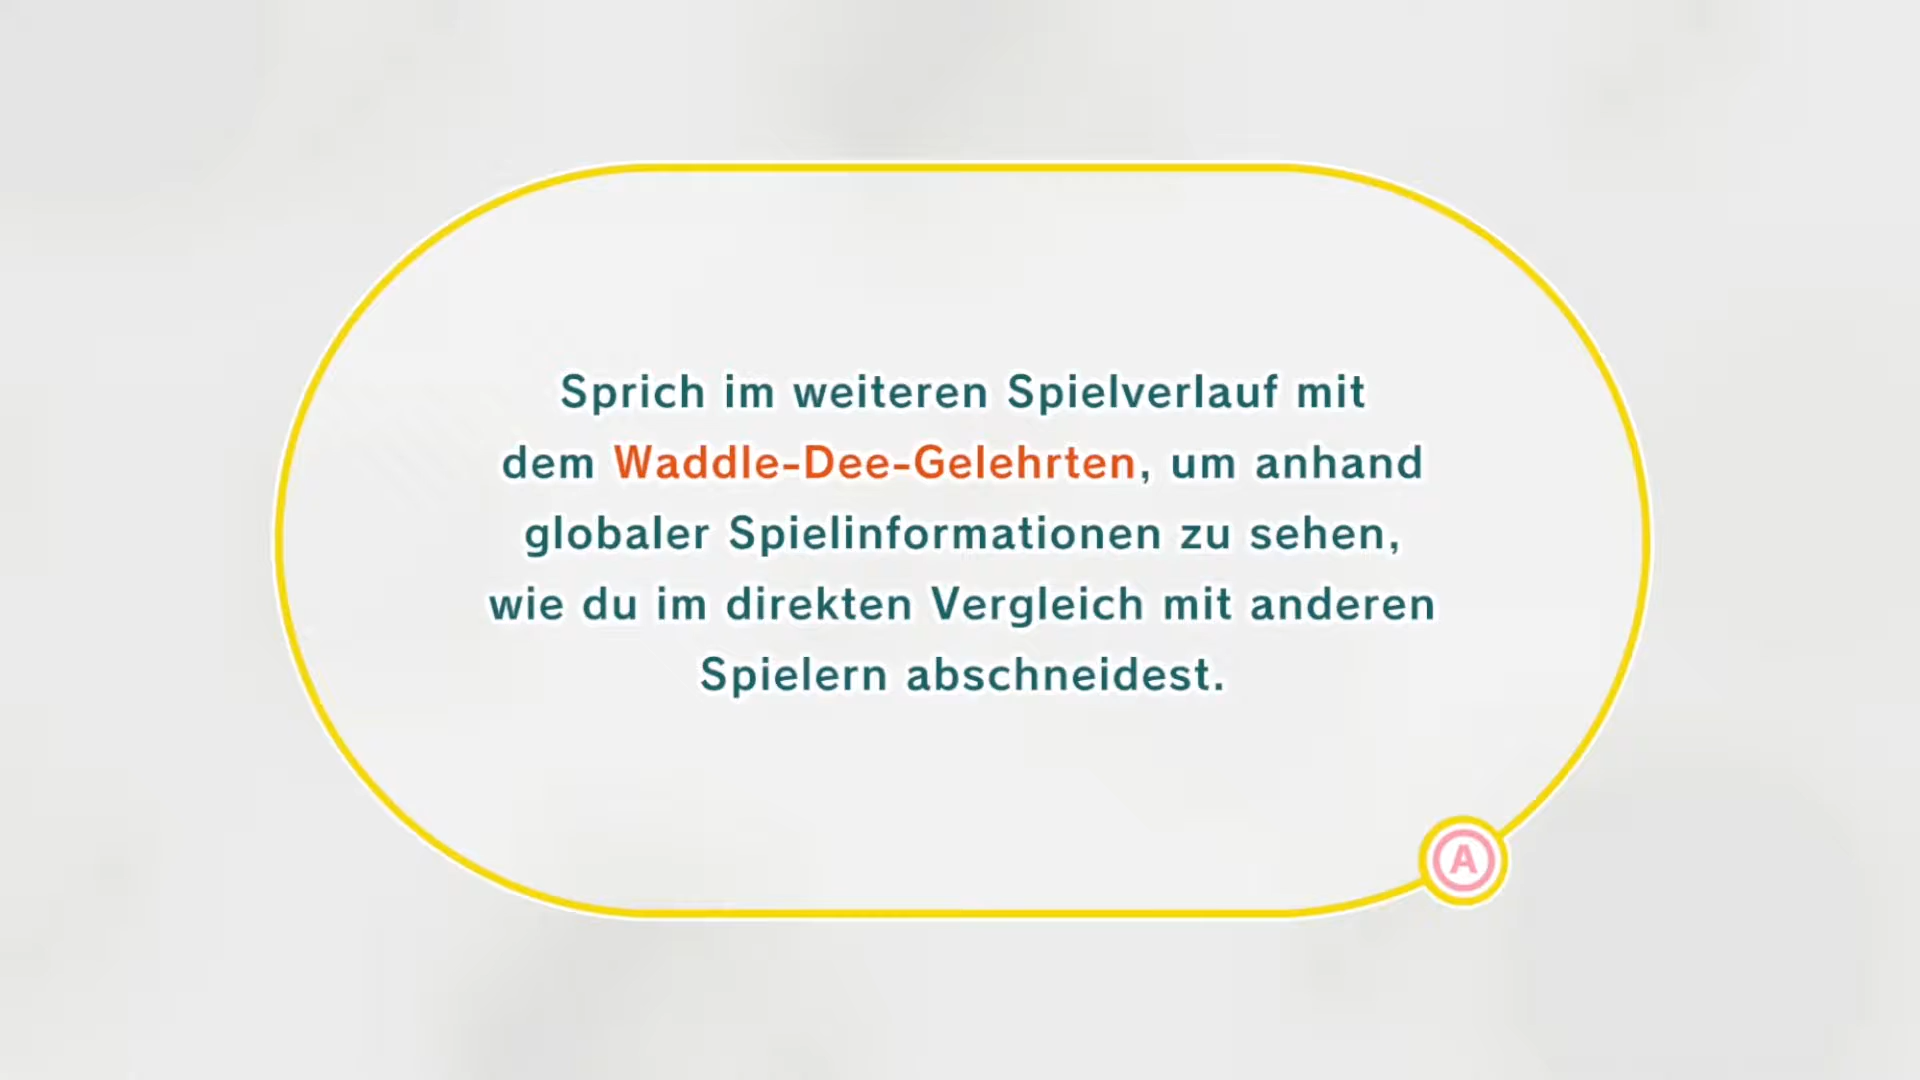 Sprich im weiteren Spielverlauf mit
dem Waddle-Dee-Gelehrten, um anhand
globaler Spielinformationen zu sehen,
wie du im direkten Vergleich mit anderen
Spielern abschneidest.
A